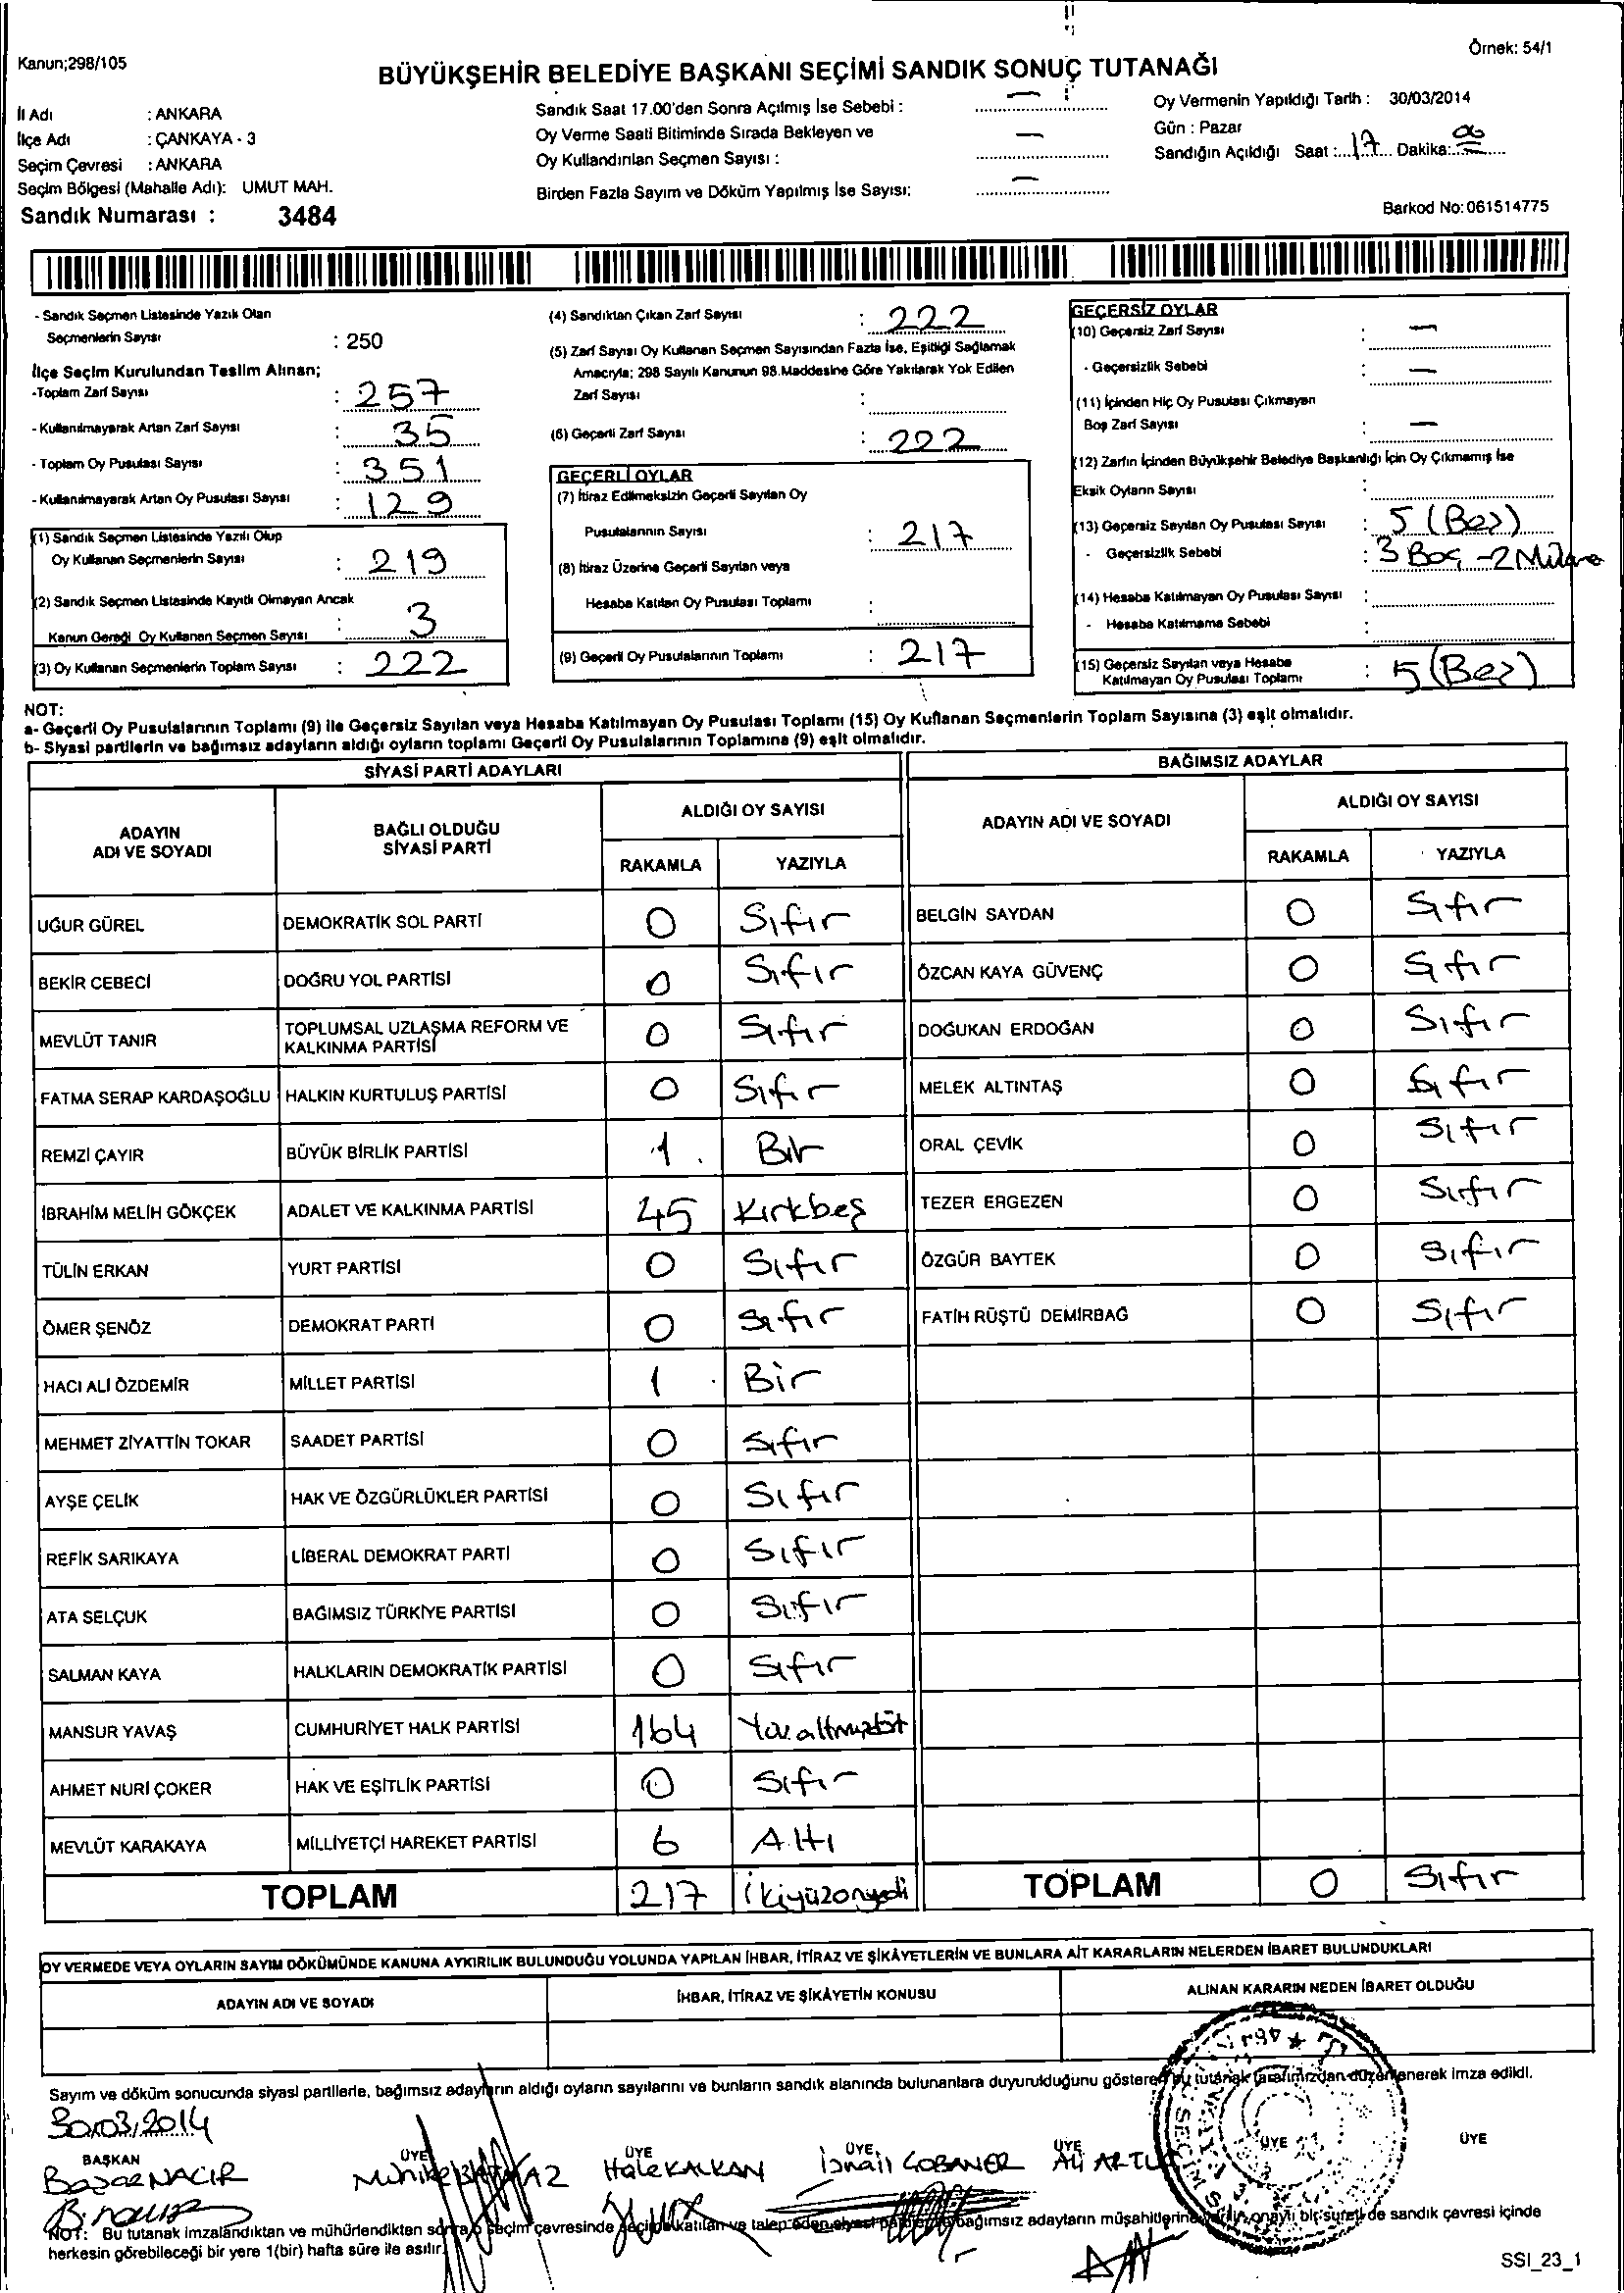 Kanun;298/105
Örnek: 54/1
BÜYÜKŞEHİR BELEDİYE BAŞKANI SEÇİMİ SANDIK SONUÇ TUTANAĞI
İl Adı : ANKARA
İlçe Adı : ÇANKAYA - 3
Seçim Çevresi : ANKARA
Seçim Bölgesi (Mahalle Adı): UMUT MAH.
Sandık Numarası : 3484
Sandık Saat 17.00'den Sonra Açılmış İse Sebebi : —
Oy Verme Saati Bitiminde Sırada Bekleyen ve
Oy Kullandırılan Seçmen Sayısı : —
Birden Fazla Sayım ve Döküm Yapılmış İse Sayısı: —
Oy Vermenin Yapıldığı Tarih : 30/03/2014
Gün : Pazar
Sandığın Açıldığı Saat : 17 Dakika: 00
Barkod No: 061514775
- Sandık Seçmen Listesinde Yazılı Olan
Seçmenlerin Sayısı : 250
İlçe Seçim Kurulundan Teslim Alınan;
-Toplam Zarf Sayısı : 257
- Kullanılmayarak Artan Zarf Sayısı : 35
- Toplam Oy Pusulası Sayısı : 351
- Kullanılmayarak Artan Oy Pusulası Sayısı : 129
(1) Sandık Seçmen Listesinde Yazılı Olup
Oy Kullanan Seçmenlerin Sayısı : 219
(2) Sandık Seçmen Listesinde Kayıtlı Olmayan Ancak
Kanun Gereği Oy Kullanan Seçmen Sayısı : 3
(3) Oy Kullanan Seçmenlerin Toplam Sayısı : 222
(4) Sandıktan Çıkan Zarf Sayısı : 222
(5) Zarf Sayısı Oy Kullanan Seçmen Sayısından Fazla İse, Eşitliği Sağlamak
Amacıyla; 298 Sayılı Kanunun 98.Maddesine Göre Yakılarak Yok Edilen
Zarf Sayısı :
(6) Geçerli Zarf Sayısı : 222
GEÇERLİ OYLAR
(7) İtiraz Edilmeksizin Geçerli Sayılan Oy
Pusulalarının Sayısı : 217
(8) İtiraz Üzerine Geçerli Sayılan veya
Hesaba Katılan Oy Pusulası Toplamı :
(9) Geçerli Oy Pusulalarının Toplamı : 217
GEÇERSİZ OYLAR
(10) Geçersiz Zarf Sayısı : —
- Geçersizlik Sebebi : —
(11) İçinden Hiç Oy Pusulası Çıkmayan
Boş Zarf Sayısı : —
(12) Zarfın İçinden Büyükşehir Belediye Başkanlığı İçin Oy Çıkmamış İse
Eksik Oyların Sayısı :
(13) Geçersiz Sayılan Oy Pusulası Sayısı : 5 (Beş)
- Geçersizlik Sebebi : 3 Boş - 2
(14) Hesaba Katılmayan Oy Pusulası Sayısı :
- Hesaba Katılmama Sebebi :
(15) Geçersiz Sayılan veya Hesaba
Katılmayan Oy Pusulası Toplamı : 5 (Beş)
NOT:
a- Geçerli Oy Pusulalarının Toplamı (9) ile Geçersiz Sayılan veya Hesaba Katılmayan Oy Pusulası Toplamı (15) Oy Kullanan Seçmenlerin Toplam Sayısına (3) eşit olmalıdır.
b- Siyasi partilerin ve bağımsız adayların aldığı oyların toplamı Geçerli Oy Pusulalarının Toplamına (9) eşit olmalıdır.
SİYASİ PARTİ ADAYLARI
ADAYIN ADI VE SOYADI
BAĞLI OLDUĞU SİYASİ PARTİ
ALDIĞI OY SAYISI
RAKAMLA YAZIYLA
UĞUR GÜREL DEMOKRATİK SOL PARTİ 0 Sıfır
BEKİR CEBECİ DOĞRU YOL PARTİSİ 0 Sıfır
MEVLÜT TANIR TOPLUMSAL UZLAŞMA REFORM VE KALKINMA PARTİSİ 0 Sıfır
FATMA SERAP KARDAŞOĞLU HALKIN KURTULUŞ PARTİSİ 0 Sıfır
REMZİ ÇAYIR BÜYÜK BİRLİK PARTİSİ 1 Bir
İBRAHİM MELİH GÖKÇEK ADALET VE KALKINMA PARTİSİ 45 Kırkbeş
TÜLİN ERKAN YURT PARTİSİ 0 Sıfır
ÖMER ŞENÖZ DEMOKRAT PARTİ 0 Sıfır
HACI ALİ ÖZDEMİR MİLLET PARTİSİ 1 Bir
MEHMET ZİYATTİN TOKAR SAADET PARTİSİ 0 Sıfır
AYŞE ÇELİK HAK VE ÖZGÜRLÜKLER PARTİSİ 0 Sıfır
REFİK SARIKAYA LİBERAL DEMOKRAT PARTİ 0 Sıfır
ATA SELÇUK BAĞIMSIZ TÜRKİYE PARTİSİ 0 Sıfır
SALMAN KAYA HALKLARIN DEMOKRATİK PARTİSİ 0 Sıfır
MANSUR YAVAŞ CUMHURİYET HALK PARTİSİ 164 Yüzaltmışdört
AHMET NURİ ÇOKER HAK VE EŞİTLİK PARTİSİ 0 Sıfır
MEVLÜT KARAKAYA MİLLİYETÇİ HAREKET PARTİSİ 6 Altı
TOPLAM 217 İkiyüzonyedi
BAĞIMSIZ ADAYLAR
ADAYIN ADI VE SOYADI
ALDIĞI OY SAYISI
RAKAMLA YAZIYLA
BELGİN SAYDAN 0 Sıfır
ÖZCAN KAYA GÜVENÇ 0 Sıfır
DOĞUKAN ERDOĞAN 0 Sıfır
MELEK ALTINTAŞ 0 Sıfır
ORAL ÇEVİK 0 Sıfır
TEZER ERGEZEN 0 Sıfır
ÖZGÜR BAYTEK 0 Sıfır
FATİH RÜŞTÜ DEMİRBAĞ 0 Sıfır
TOPLAM 0 Sıfır
OY VERMEDE VEYA OYLARIN SAYIM DÖKÜMÜNDE KANUNA AYKIRILIK BULUNDUĞU YOLUNDA YAPILAN İHBAR, İTİRAZ VE ŞİKÂYETLERİN VE BUNLARA AİT KARARLARIN NELERDEN İBARET BULUNDUKLARI
ADAYIN ADI VE SOYADI İHBAR, İTİRAZ VE ŞİKÂYETİN KONUSU ALINAN KARARIN NEDEN İBARET OLDUĞU
Sayım ve döküm sonucunda siyasi partilerle, bağımsız adayların aldığı oyların sayılarını ve bunların sandık alanında bulunanlara duyurulduğunu gösteren bu tutanak tarafımızdan düzenlenerek imza edildi.
30.03.2014
BAŞKAN ÜYE ÜYE ÜYE ÜYE ÜYE ÜYE
Hale KALKAN İsmail ÇOBANER Ali
NOT: Bu tutanak imzalandıktan ve mühürlendikten sonra seçim çevresinde seçime katılan ve talep eden siyasi bağımsız adayların müşahitlerine onaylı bir sureti de sandık çevresi içinde
herkesin görebileceği bir yere 1(bir) hafta süre ile asılır.
SSI_23_1